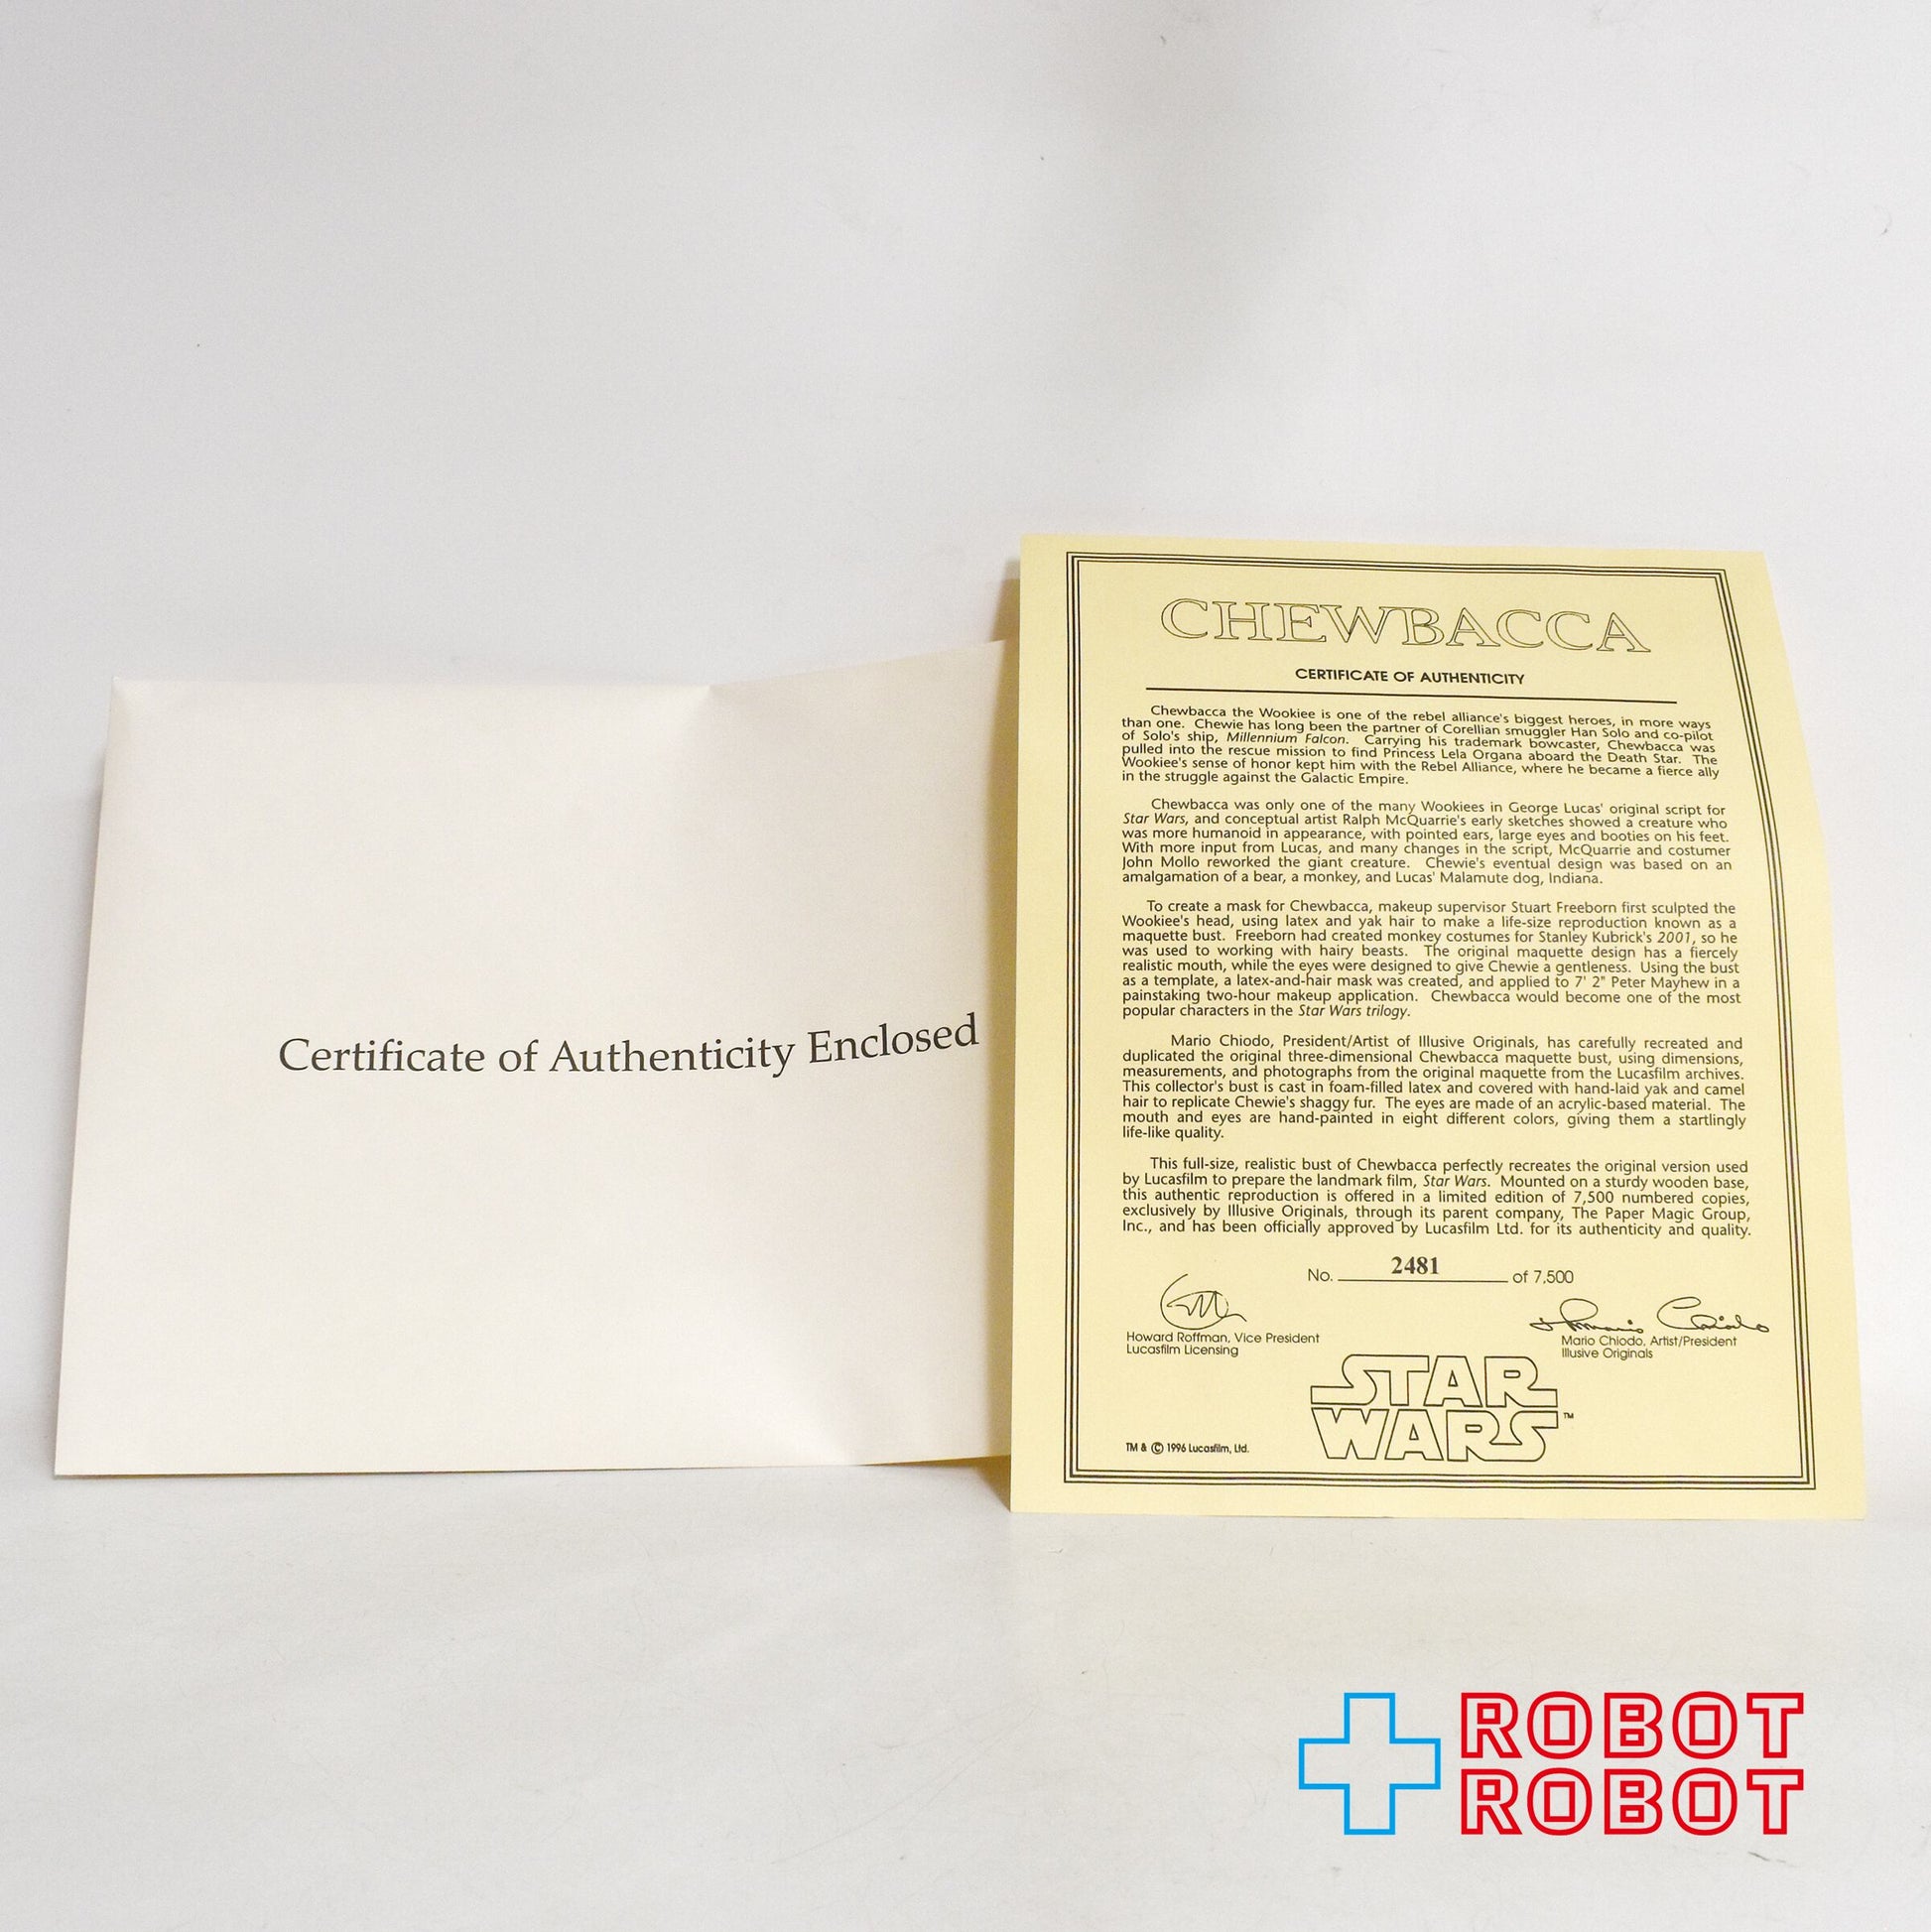 Certificate of Authenticity Enclosed
CHEWBACCA
CERTIFICATE OF AUTHENTICITY
Chewbacca the Wookiee is one of the rebel alliance's biggest heroes, in more ways
than one. Chewie has long been the partner of Corellian smuggler Han Solo and co-pilot
of Solo's ship, Millennium Falcon. Carrying his trademark bowcaster, Chewbacca was
pulled into the rescue mission to find Princess Lela Organa aboard the Death Star. The
Wookiee's sense of honor kept him with the Rebel Alliance, where he became a fierce ally
in the struggle against the Galactic Empire.
Chewbacca was only one of the many Wookiees in George Lucas' original script for
Star Wars, and conceptual artist Ralph McQuarrie's early sketches showed a creature who
was more humanoid in appearance, with pointed ears, large eyes and booties on his feet.
With more input from Lucas, and many changes in the script, McQuarrie and costumer
John Mollo reworked the giant creature. Chewie's eventual design was based on an
amalgamation of a bear, a monkey, and Lucas' Malamute dog, Indiana.
To create a mask for Chewbacca, makeup supervisor Stuart Freeborn first sculpted the
Wookiee's head, using latex and yak hair to make a life-size reproduction known as a
maquette bust. Freeborn had created monkey costumes for Stanley Kubrick's 2001, so he
was used to working with hairy beasts. The original maquette design has a fiercely
realistic mouth, while the eyes were designed to give Chewie a gentleness. Using the bust
as a template, a latex-and-hair mask was created, and applied to 7' 2" Peter Mayhew in a
painstaking two-hour makeup application. Chewbacca would become one of the most
popular characters in the Star Wars trilogy.
Mario Chiodo, President/Artist of Illusive Originals, has carefully recreated and
duplicated the original three-dimensional Chewbacca maquette bust, using dimensions,
measurements, and photographs from the original maquette from the Lucasfilm archives.
This collector's bust is cast in foam-filled latex and covered with hand-laid yak and camel
hair to replicate Chewie's shaggy fur. The eyes are made of an acrylic-based material. The
mouth and eyes are hand-painted in eight different colors, giving them a startlingly
life-like quality.
This full-size, realistic bust of Chewbacca perfectly recreates the original version used
by Lucasfilm to prepare the landmark film, Star Wars. Mounted on a sturdy wooden base,
this authentic reproduction is offered in a limited edition of 7,500 numbered copies,
exclusively by Illusive Originals, through its parent company, The Paper Magic Group,
Inc., and has been officially approved by Lucasfilm Ltd. for its authenticity and quality.
No. 2481 of 7,500
Mario Chiodo
Howard Roffman, Vice President
Lucasfilm Licensing
Mario Chiodo, Artist/President
Illusive Originals
STAR
WARS™
TM & © 1996 Lucasfilm, Ltd.
ROBOT
ROBOT